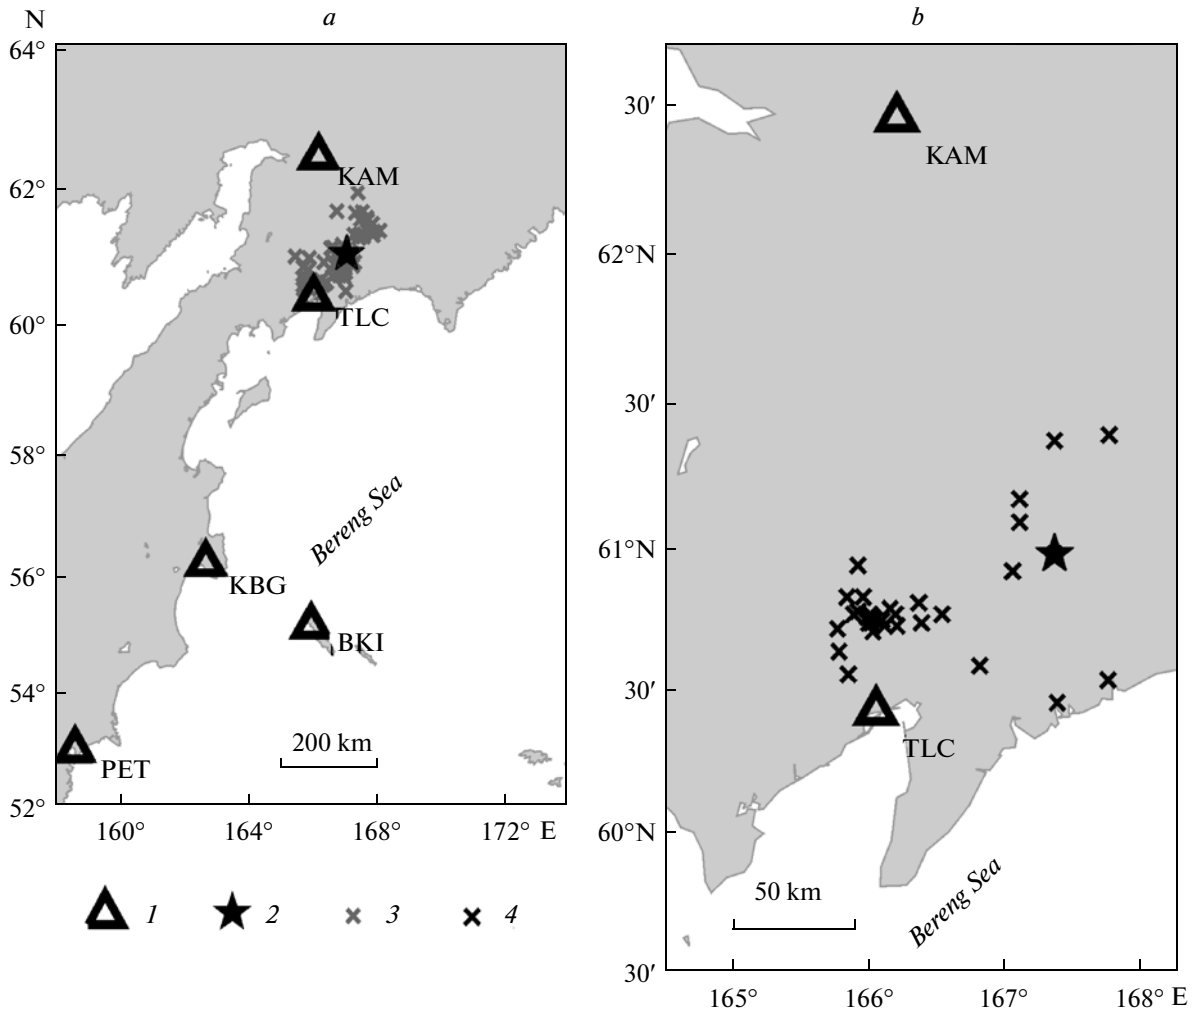 a
N
64°
62°
60°
58°
56°
54°
52°
160°
164°
168°
172° E
KAM
TLC
Bereng Sea
KBG
BKI
PET
200 km
1
2
3
4
b
30′
62°N
30′
61°N
30′
60°N
30′
165°
166°
167°
168° E
KAM
TLC
50 km
Bereng Sea